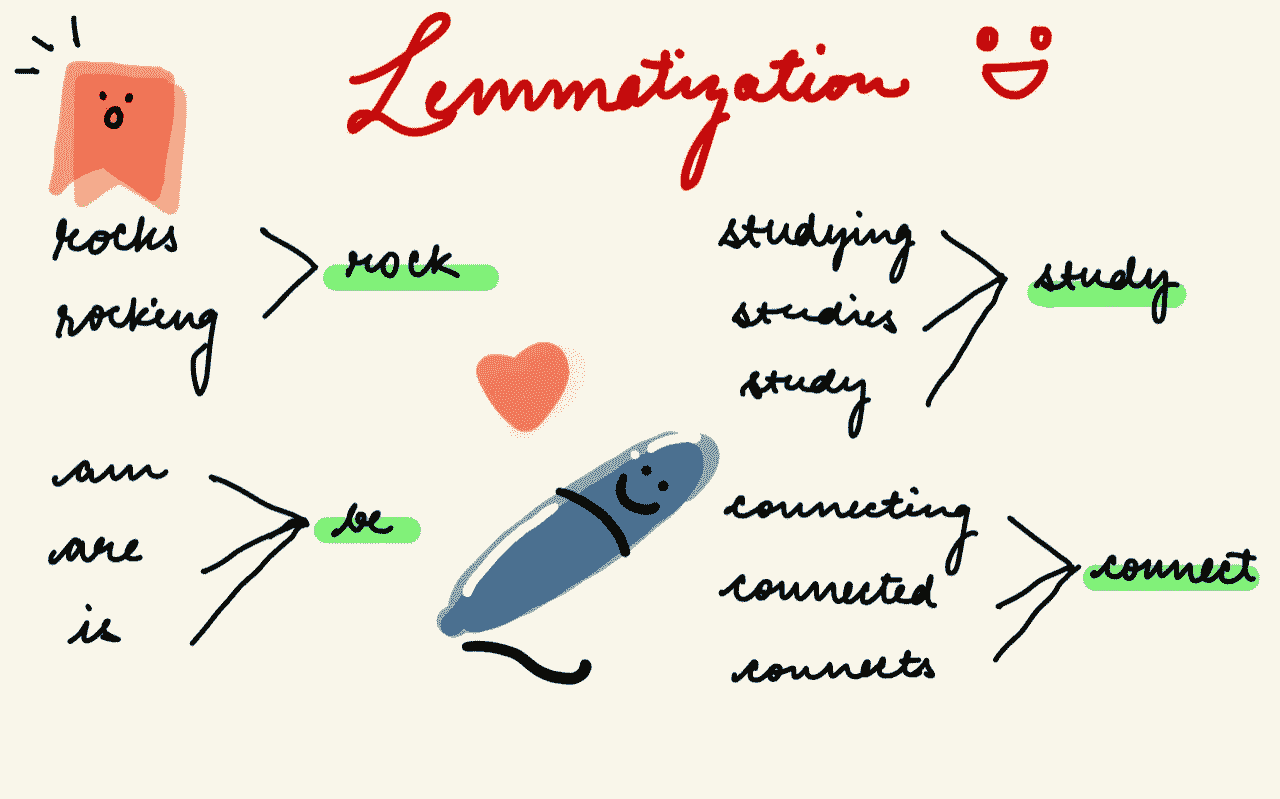 Lemmatization
rocks
rocking
rock
am
are
is
be
studying
studies
study
study
connecting
connected
connects
connect